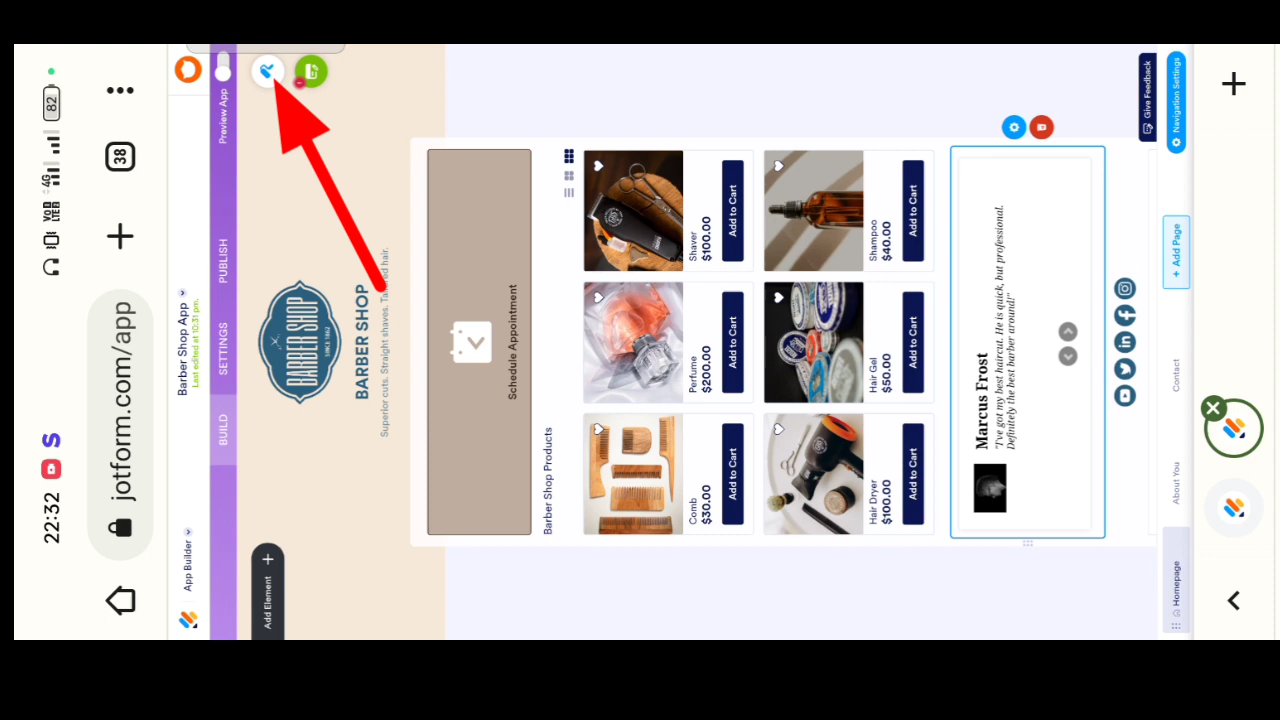 22:32
VoD
LTED
4G
82
jotform.com/app
38
App Builder
Barber Shop App
Last edited at 10:31 pm.
BUILD
SETTINGS
PUBLISH
Preview App
Add Element +
BARBER SHOP
SINCE 1862
BARBER SHOP
Superior cuts. Straight shaves. hair.
Schedule Appointment
Barber Shop Products
Comb
$30.00
Add to Cart
Perfume
$200.00
Add to Cart
Shaver
$100.00
Add to Cart
Hair Dryer
$100.00
Add to Cart
Hair Gel
$50.00
Add to Cart
Shampoo
$40.00
Add to Cart
Marcus Frost
"I've got my best haircut. He is quick, but professional.
Definitely the best barber around!"
Give Feedback
Homepage
About You
Contact
+ Add Page
Navigation Settings